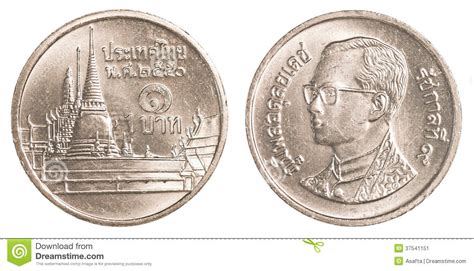 ประเทศไทย
พ.ศ.๒๕๕๐
๑
1 บาท
ภูมิพลอดุลยเดช
รัชกาลที่ ๙
Download from
Dreamstime.com
This watermarked comp image is for previewing purposes only.
37541151
Asafta | Dreamstime.com